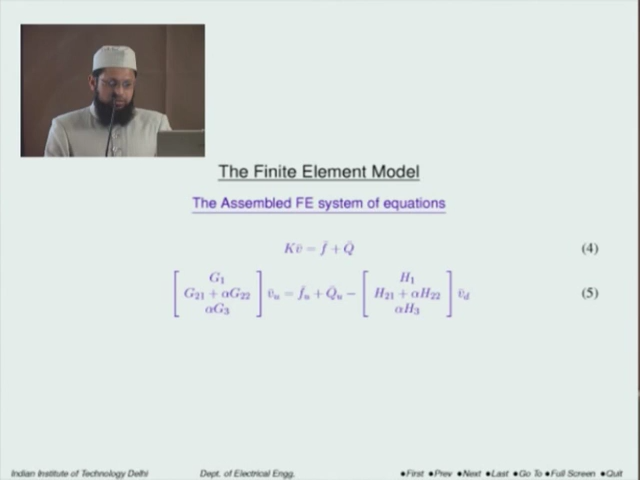 The Finite Element Model
The Assembled FE system of equations
Kv̄ = f̄ + Q̄ (4)
[ G₁ ; G₂₁ + αG₂₂ ; αG₃ ] v̄ᵤ = f̄ᵤ + Q̄ᵤ − [ H₁ ; H₂₁ + αH₂₂ ; αH₃ ] v̄_d (5)
Indian Institute of Technology Delhi Dept. of Electrical Engg. •First •Prev •Next •Last •Go To •Full Screen •Quit